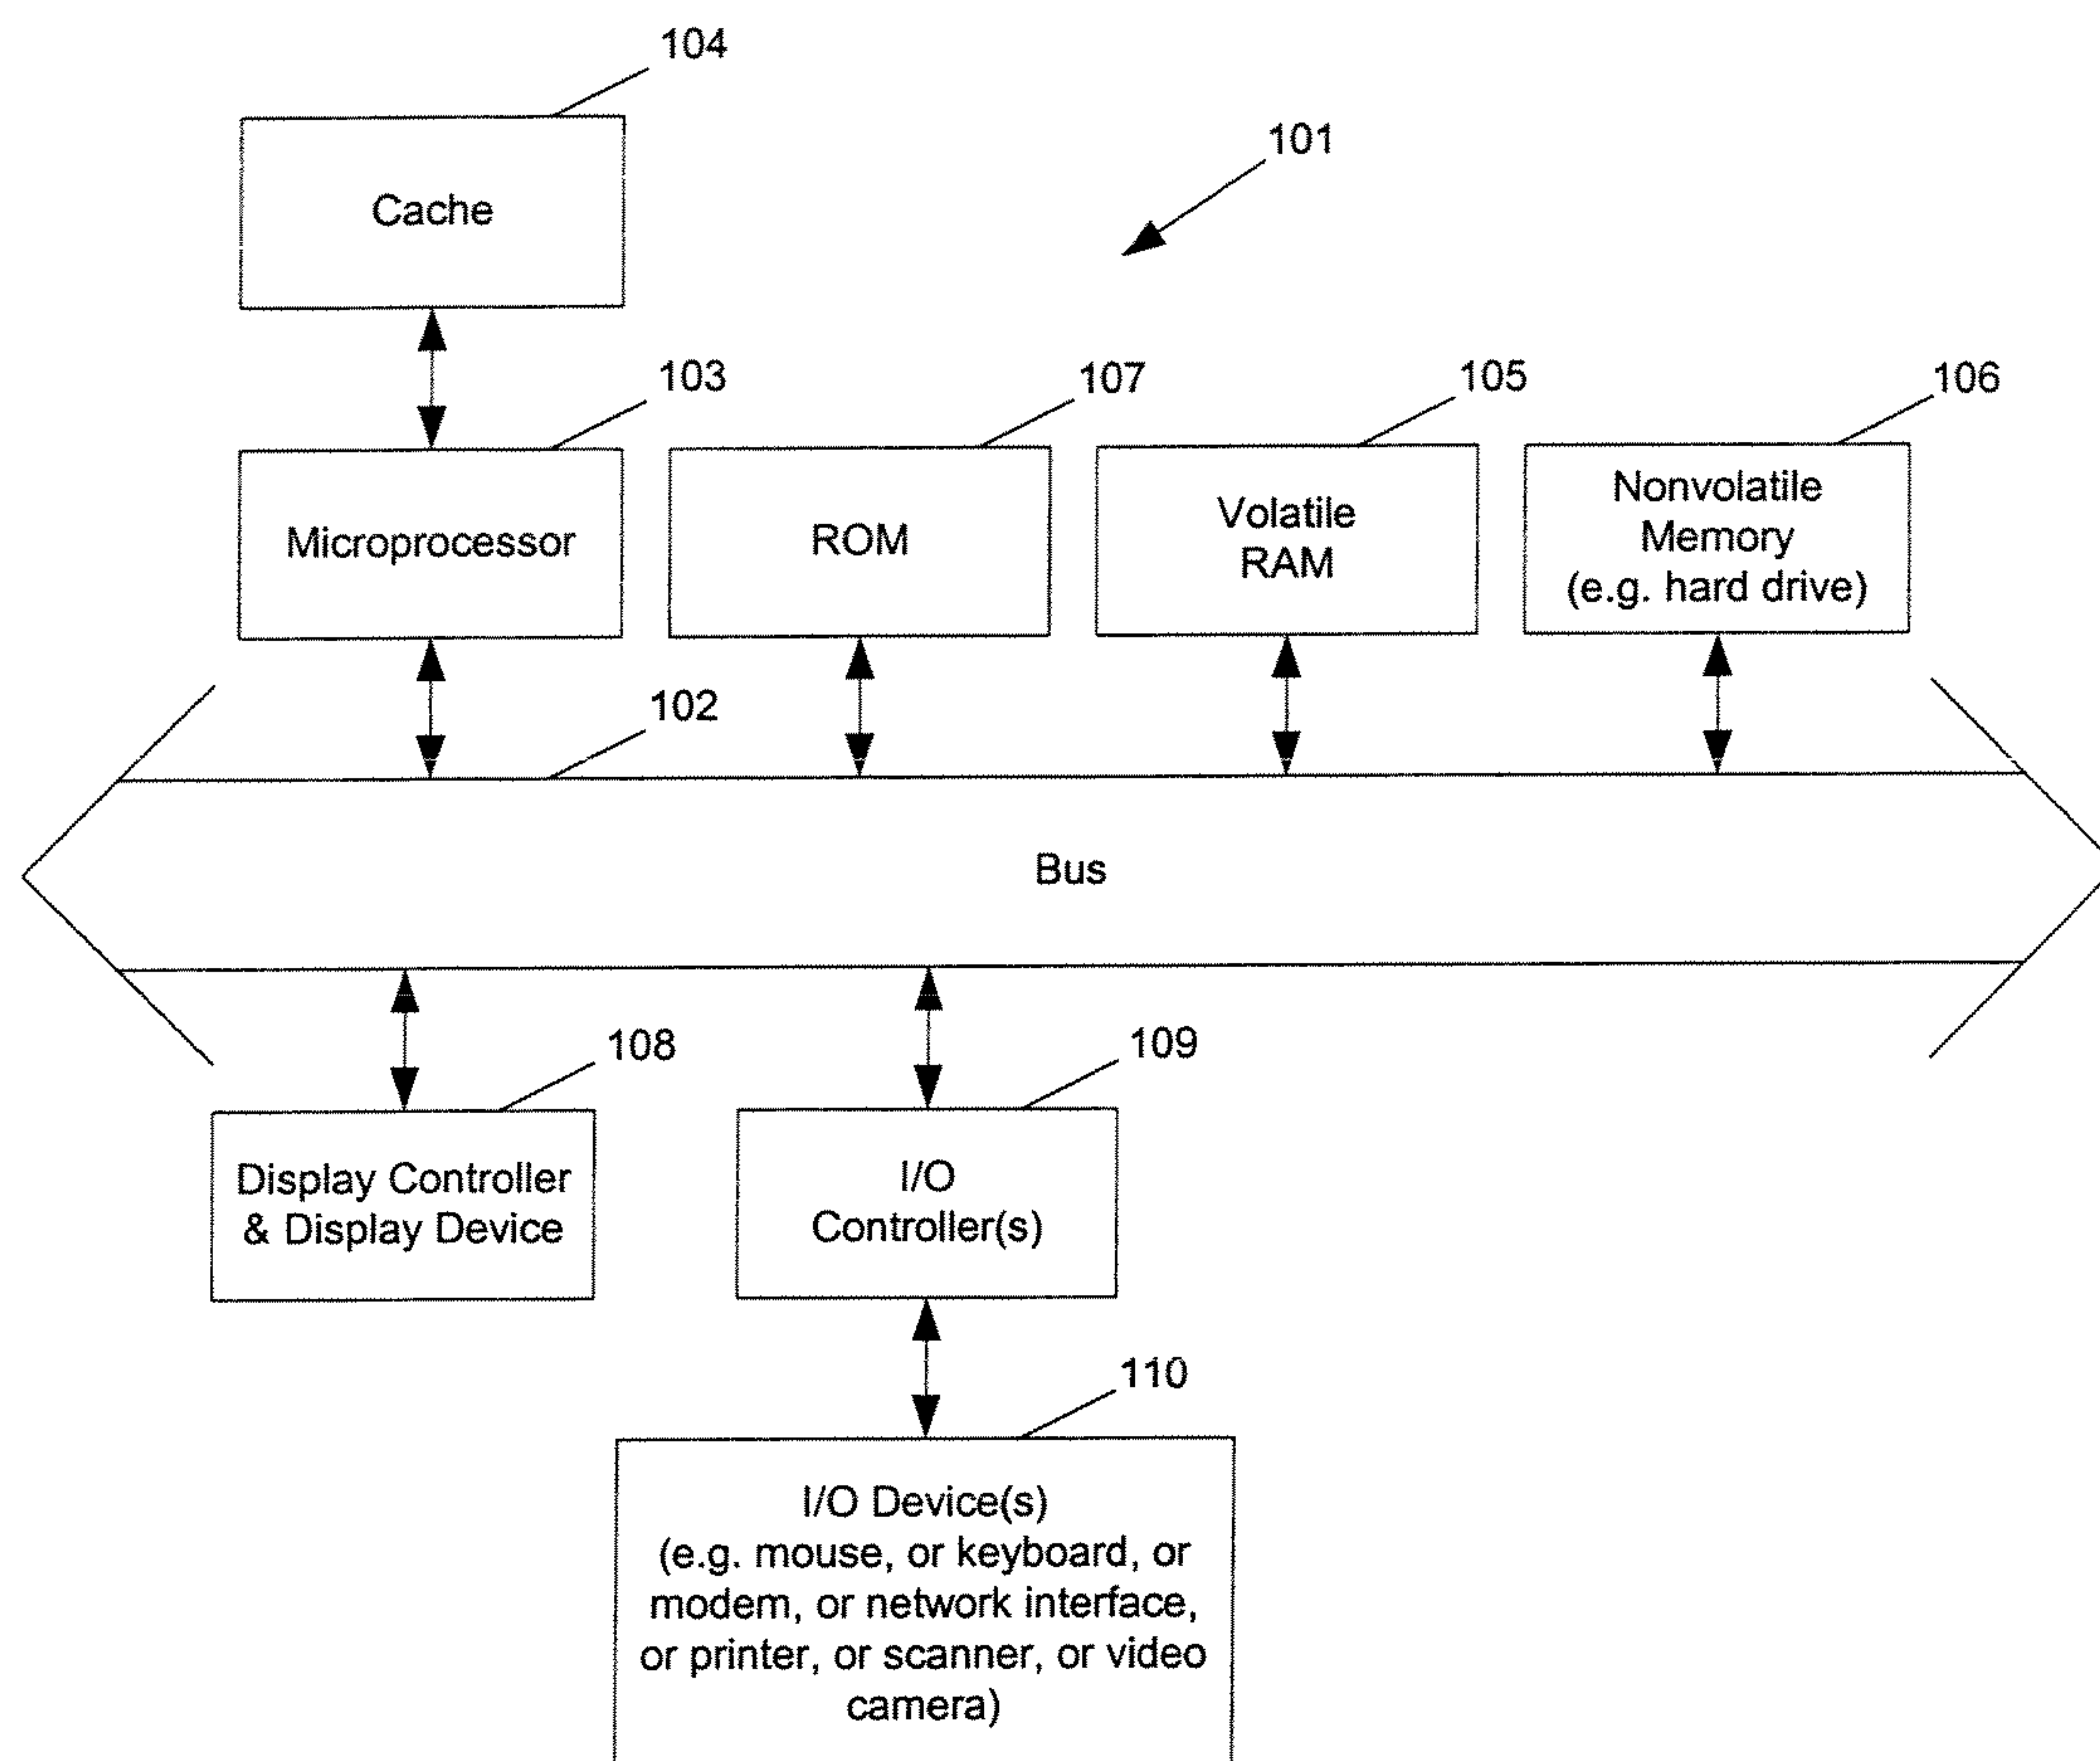 104
101
Cache
103
107
105
106
Microprocessor
ROM
Volatile
RAM
Nonvolatile
Memory
(e.g. hard drive)
102
Bus
108
109
Display Controller
& Display Device
I/O
Controller(s)
110
I/O Device(s)
(e.g. mouse, or keyboard, or
modem, or network interface,
or printer, or scanner, or video
camera)